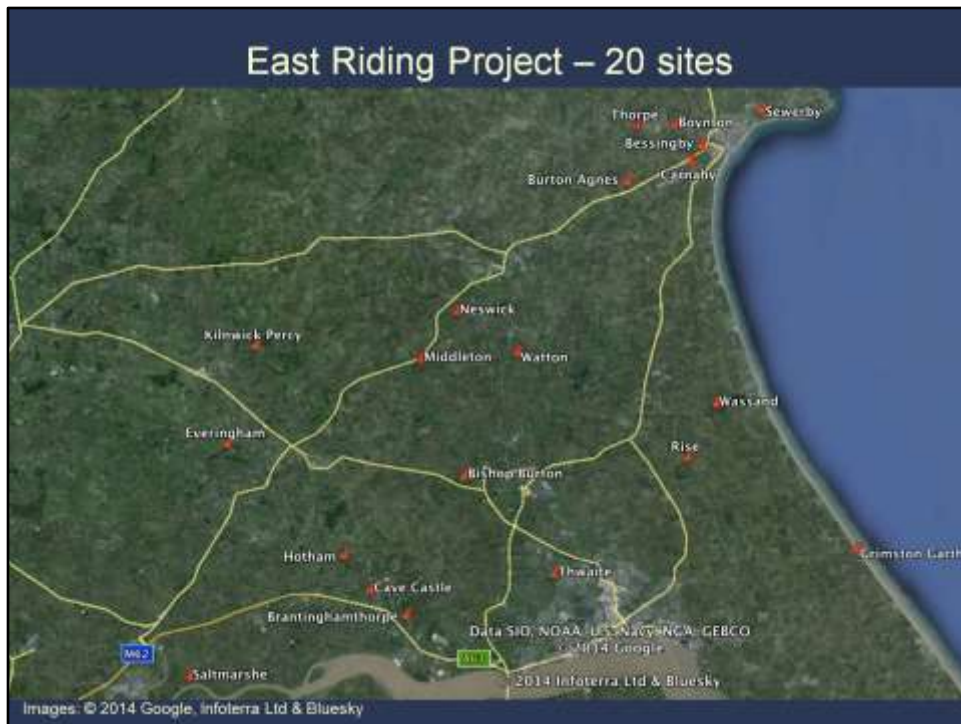 East Riding Project – 20 sites
Sewerby
Thorpe
Boynson
Bessingby
Carnaby
Burton Agnes
Neswick
Kilnwick Percy
Middleton
Watton
Wassand
Everingham
Rise
Bishop Burton
Hotham
Grimston Garth
Thwaite
Cave Castle
Brantinghamthorpe
Data SIO, NOAA, U.S. Navy, NGA, GEBCO
© 2014 Google
M62
Saltmarshe
2014 Infoterra Ltd & Bluesky
Images: © 2014 Google, Infoterra Ltd & Bluesky